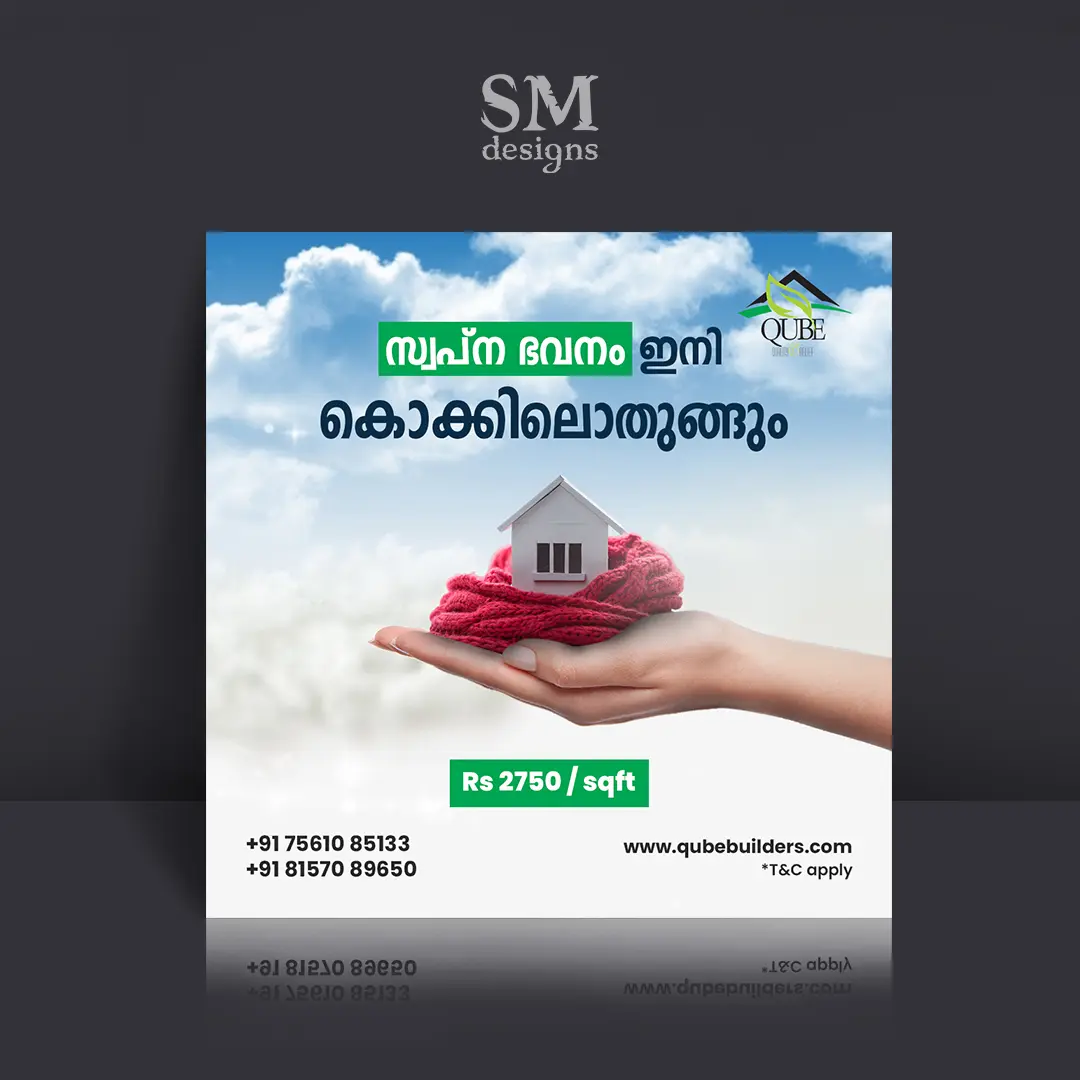 SM
designs
QUBE
സ്വപ്ന ഭവനം ഇനി
കൊക്കിലൊതുങ്ങും
Rs 2750 / sqft
+91 75610 85133
+91 81570 89650
www.qubebuilders.com
*T&C apply